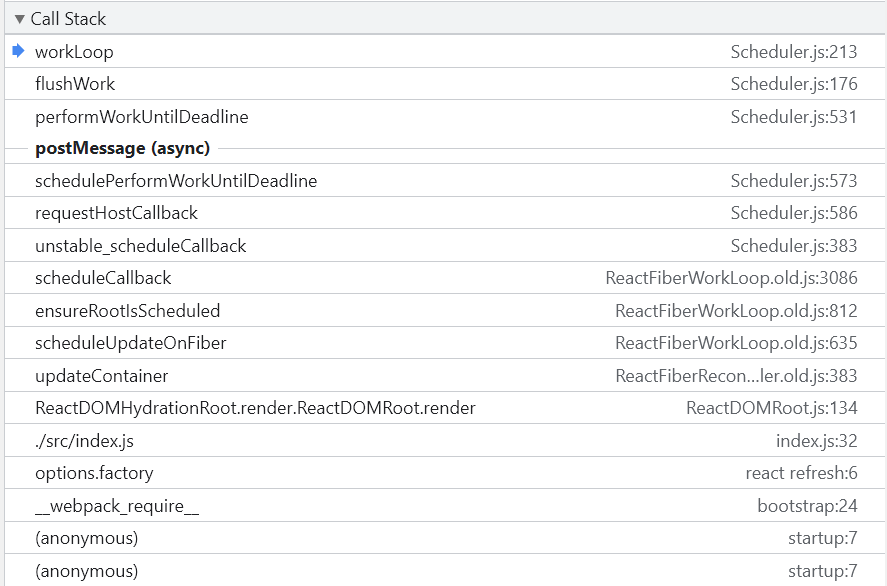 Call Stack
workLoop Scheduler.js:213
flushWork Scheduler.js:176
performWorkUntilDeadline Scheduler.js:531
postMessage (async)
schedulePerformWorkUntilDeadline Scheduler.js:573
requestHostCallback Scheduler.js:586
unstable_scheduleCallback Scheduler.js:383
scheduleCallback ReactFiberWorkLoop.old.js:3086
ensureRootIsScheduled ReactFiberWorkLoop.old.js:812
scheduleUpdateOnFiber ReactFiberWorkLoop.old.js:635
updateContainer ReactFiberRecon…ler.old.js:383
ReactDOMHydrationRoot.render.ReactDOMRoot.render ReactDOMRoot.js:134
./src/index.js index.js:32
options.factory react refresh:6
__webpack_require__ bootstrap:24
(anonymous) startup:7
(anonymous) startup:7